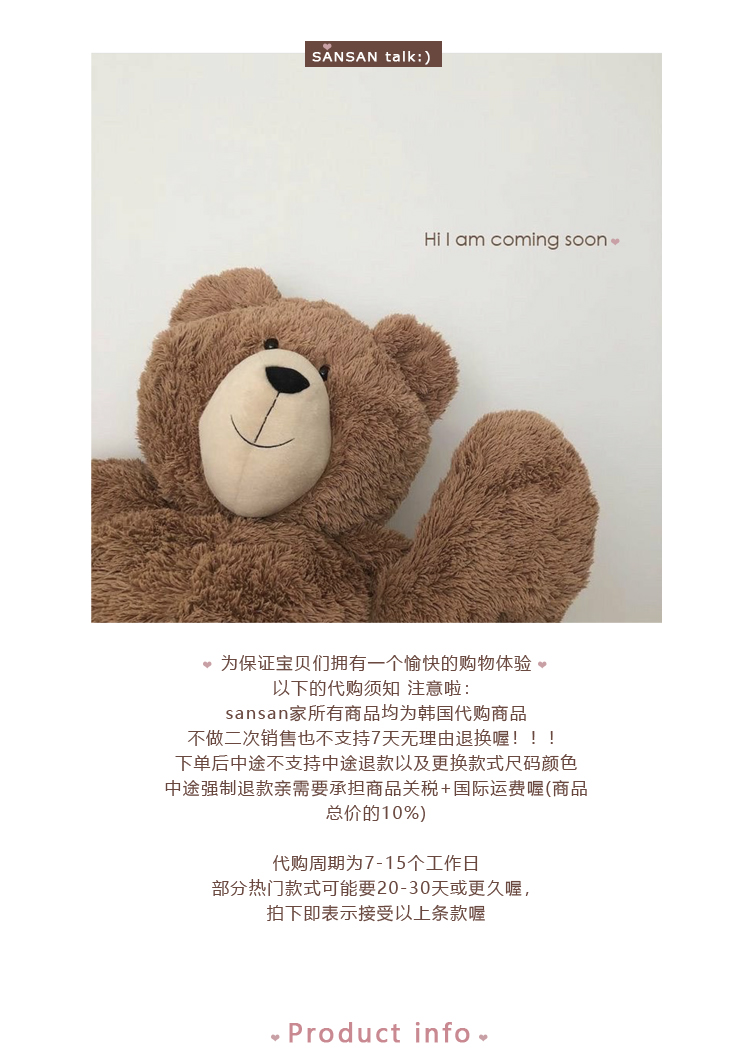 SANSAN talk:)
Hi I am coming soon❤
❤ 为保证宝贝们拥有一个愉快的购物体验 ❤
以下的代购须知 注意啦：
sansan家所有商品均为韩国代购商品
不做二次销售也不支持7天无理由退换喔！！！
下单后中途不支持中途退款以及更换款式尺码颜色
中途强制退款亲需要承担商品关税+国际运费喔(商品
总价的10%)
代购周期为7-15个工作日
部分热门款式可能要20-30天或更久喔，
拍下即表示接受以上条款喔
❤ Product info ❤